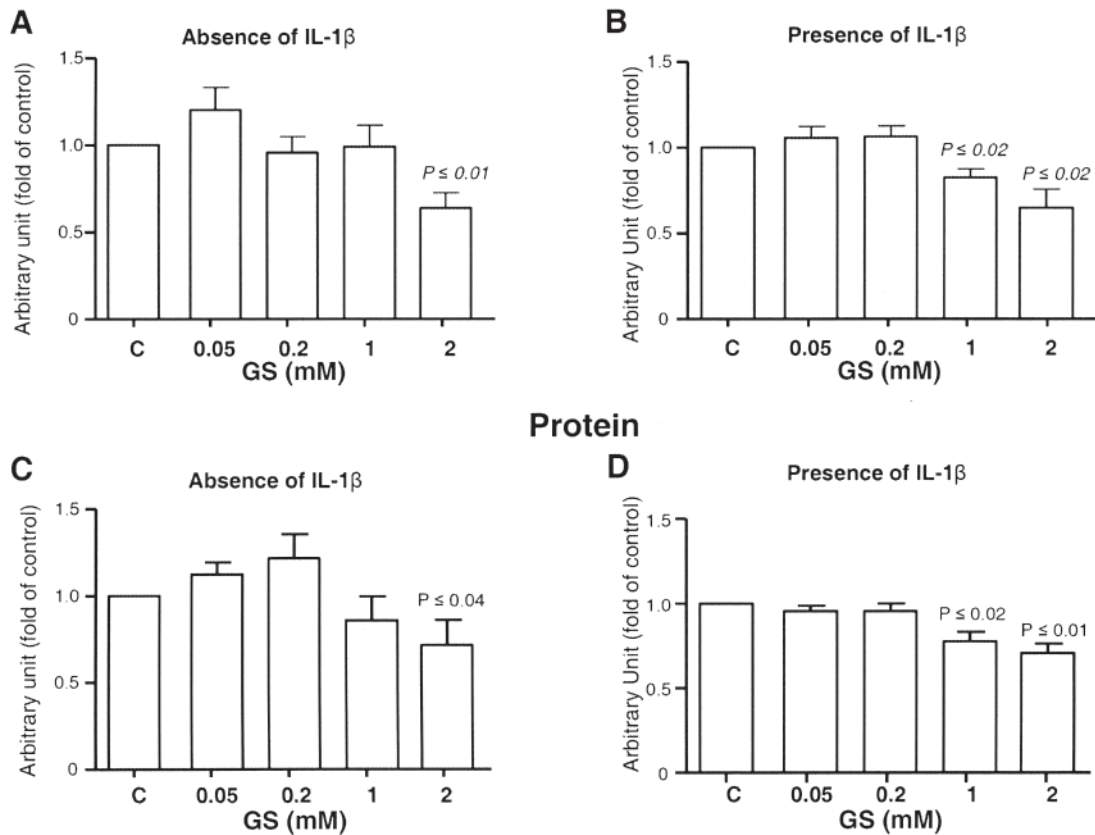 A
Absence of IL-1β
Arbitrary unit (fold of control)
1.5
1.0
0.5
0
P ≤ 0.01
C 0.05 0.2 1 2
GS (mM)
B
Presence of IL-1β
Arbitrary Unit (fold of control)
1.5
1.0
0.5
0
P ≤ 0.02
P ≤ 0.02
C 0.05 0.2 1 2
GS (mM)
Protein
C
Absence of IL-1β
Arbitrary unit (fold of control)
1.5
1.0
0.5
0
P ≤ 0.04
C 0.05 0.2 1 2
GS (mM)
D
Presence of IL-1β
Arbitrary Unit (fold of control)
1.5
1.0
0.5
0
P ≤ 0.02
P ≤ 0.01
C 0.05 0.2 1 2
GS (mM)